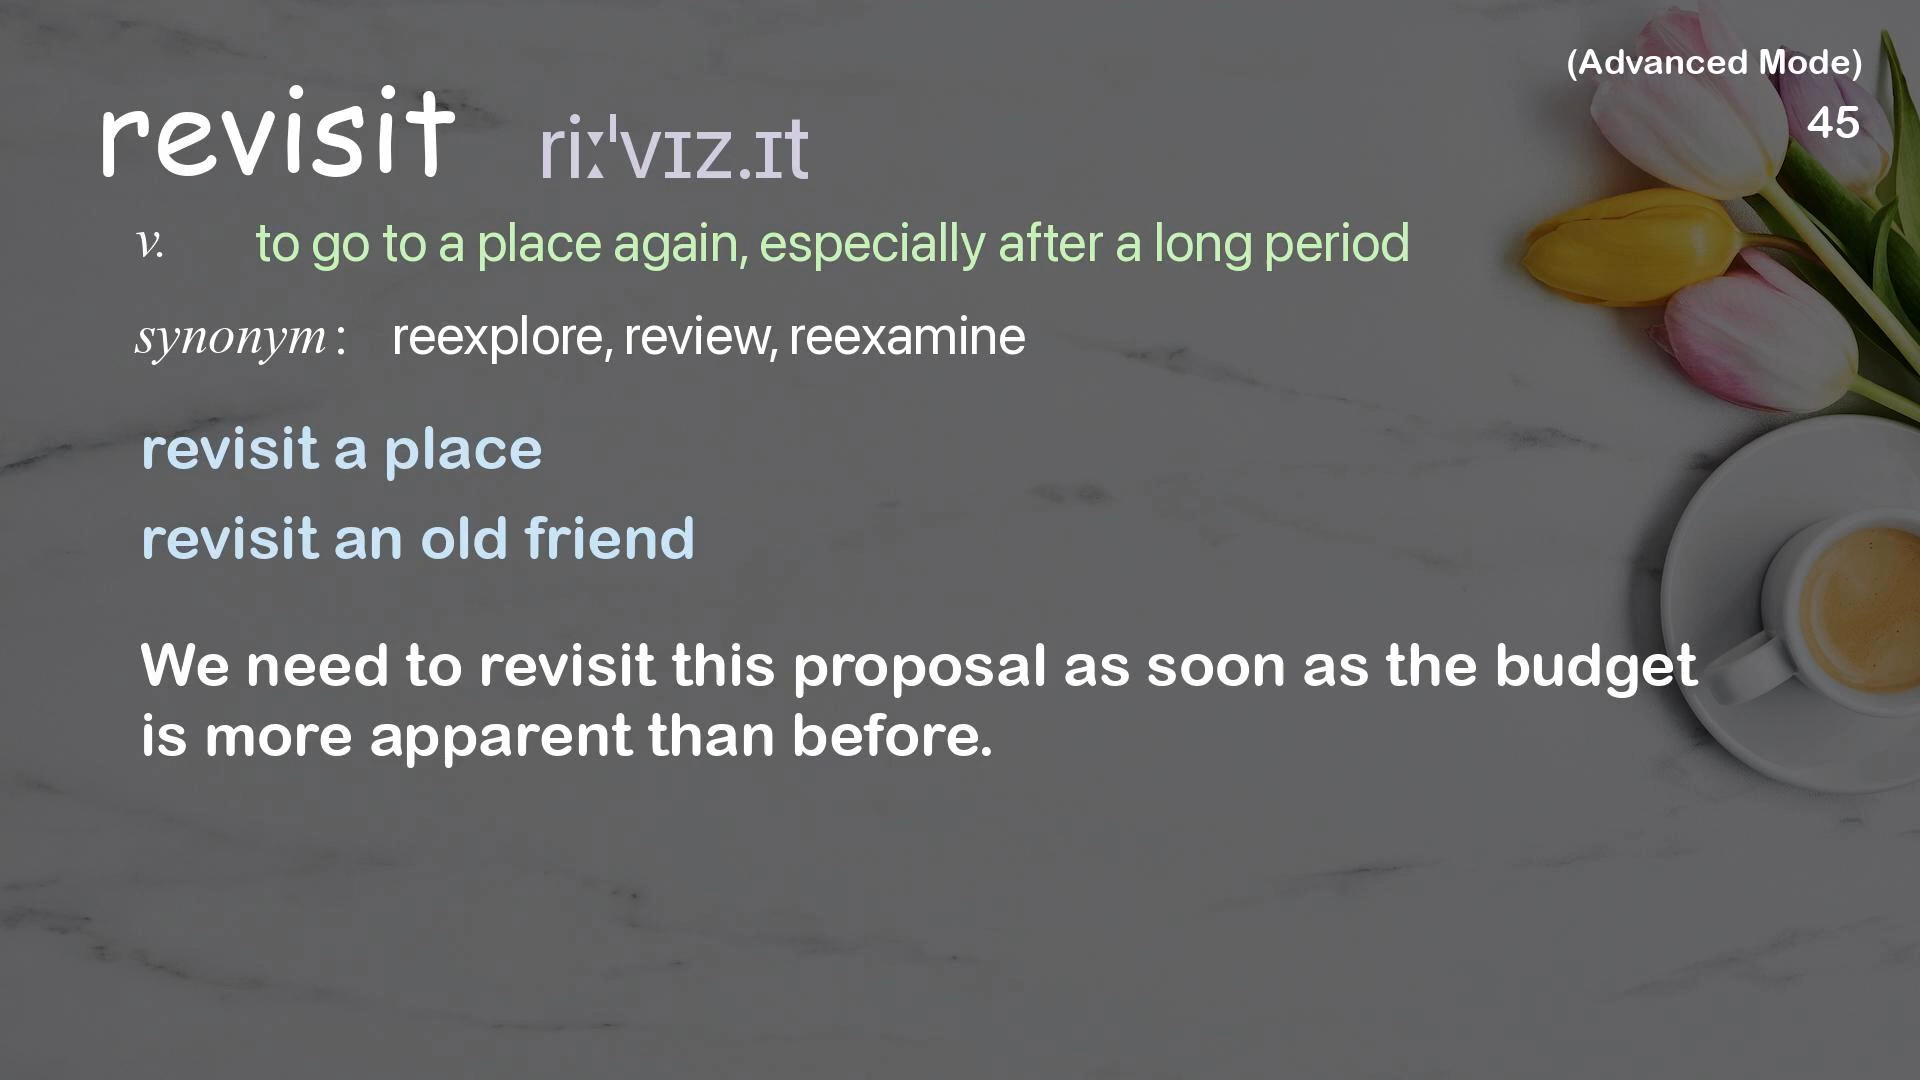 (Advanced Mode)
revisit riːˈvɪz.ɪt
45
v. to go to a place again, especially after a long period
synonym : reexplore, review, reexamine
revisit a place
revisit an old friend
We need to revisit this proposal as soon as the budget
is more apparent than before.